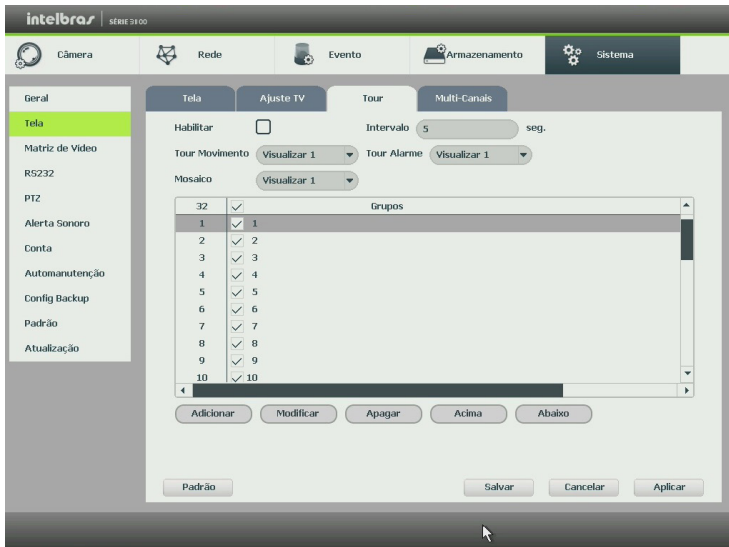 intelbras SÉRIE 3100
Câmera Rede Evento Armazenamento Sistema
Geral
Tela
Matriz de Vídeo
RS232
PTZ
Alerta Sonoro
Conta
Automanutenção
Config Backup
Padrão
Atualização
Tela Ajuste TV Tour Multi-Canais
Habilitar Intervalo 5 seg.
Tour Movimento Visualizar 1 Tour Alarme Visualizar 1
Mosaico Visualizar 1
32 Grupos
1 1
2 2
3 3
4 4
5 5
6 6
7 7
8 8
9 9
10 10
Adicionar Modificar Apagar Acima Abaixo
Padrão Salvar Cancelar Aplicar